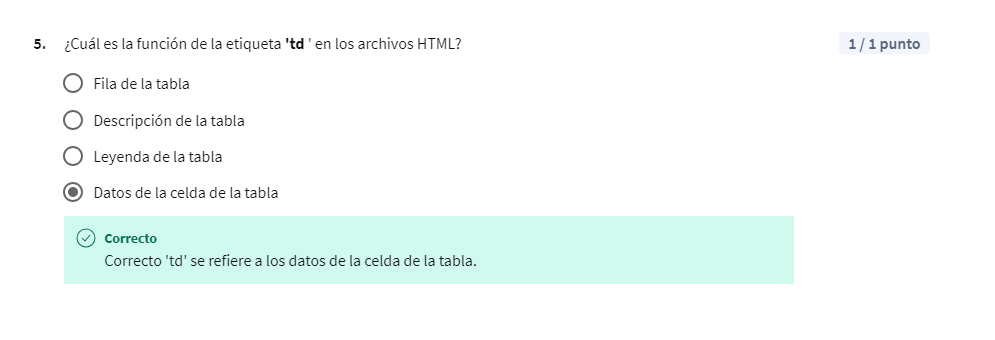 5. ¿Cuál es la función de la etiqueta 'td ' en los archivos HTML?
1 / 1 punto
Fila de la tabla
Descripción de la tabla
Leyenda de la tabla
Datos de la celda de la tabla
Correcto
Correcto 'td' se refiere a los datos de la celda de la tabla.